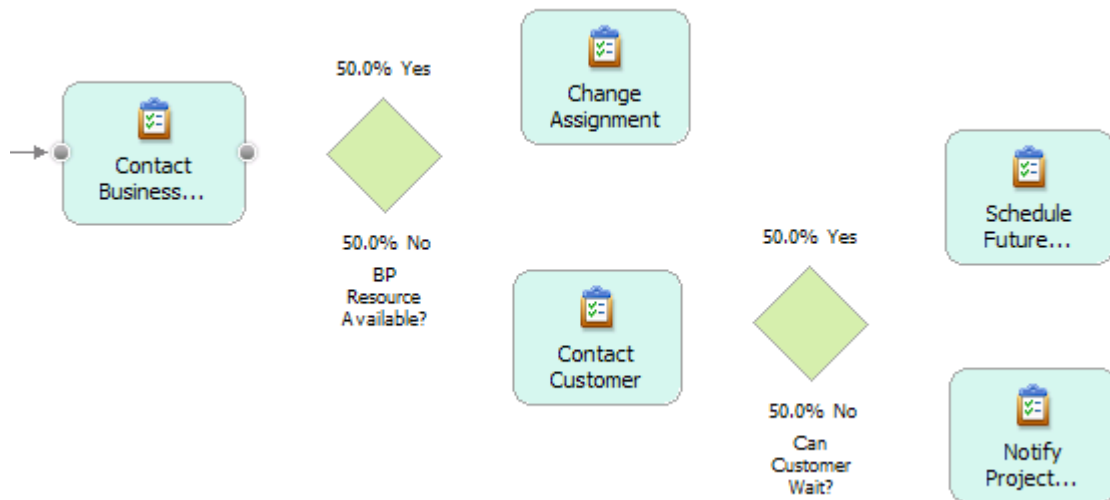 Contact
Business...
50.0% Yes
50.0% No
BP
Resource
Available?
Change
Assignment
Contact
Customer
50.0% Yes
50.0% No
Can
Customer
Wait?
Schedule
Future...
Notify
Project...